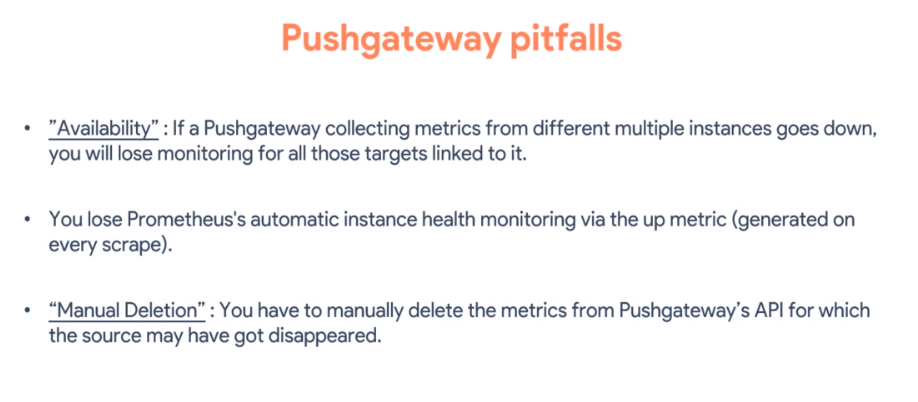 Pushgateway pitfalls
• ”Availability” : If a Pushgateway collecting metrics from different multiple instances goes down,
you will lose monitoring for all those targets linked to it.
• You lose Prometheus's automatic instance health monitoring via the up metric (generated on
every scrape).
• “Manual Deletion” : You have to manually delete the metrics from Pushgateway’s API for which
the source may have got disappeared.